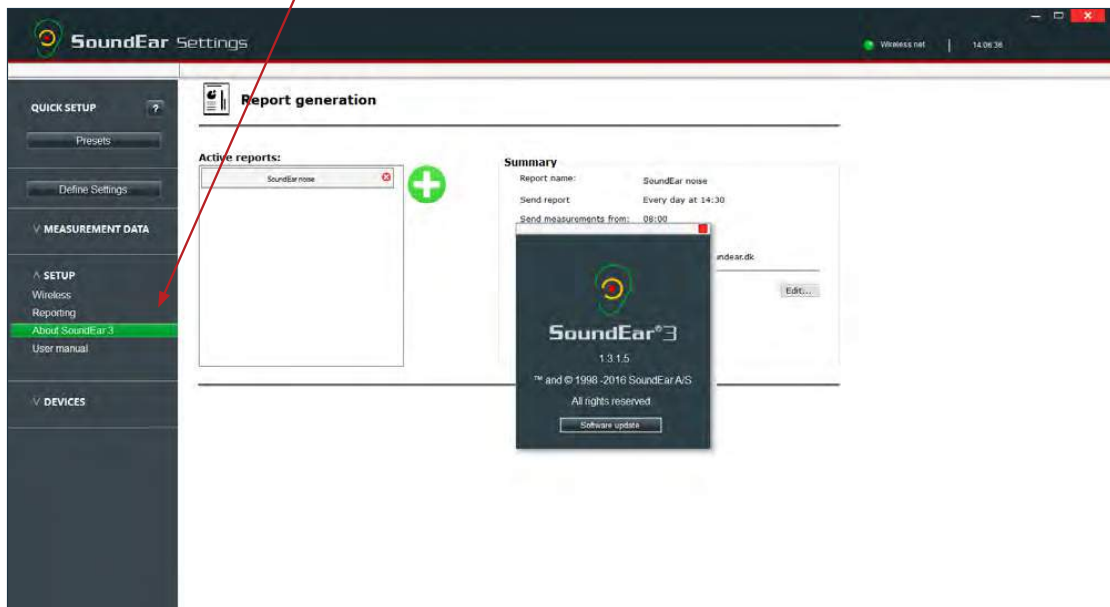 SoundEar Settings
Wireless net | 14:06:36
QUICK SETUP ?
Presets
Define Settings
∨ MEASUREMENT DATA
∧ SETUP
Wireless
Reporting
About SoundEar 3
User manual
∨ DEVICES
Report generation
Active reports:
SoundEar noise
Summary
Report name: SoundEar noise
Send report Every day at 14:30
Send measurements from: 08:00
undear.dk
Edit...
SoundEar®3
1.3.1.5
™ and © 1998 -2016 SoundEar A/S
All rights reserved
Software update